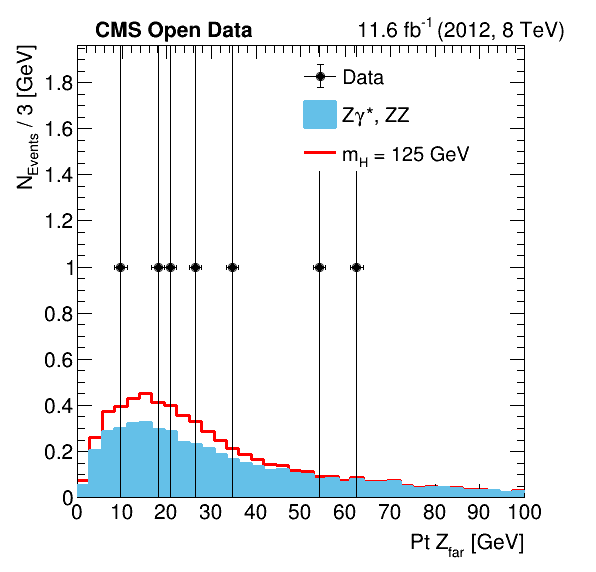 CMS Open Data 11.6 fb⁻¹ (2012, 8 TeV)
N_Events / 3 [GeV]
1.8
1.6
1.4
1.2
1
0.8
0.6
0.4
0.2
0
Data
Zγ*, ZZ
m_H = 125 GeV
0 10 20 30 40 50 60 70 80 90 100
Pt Z_far [GeV]